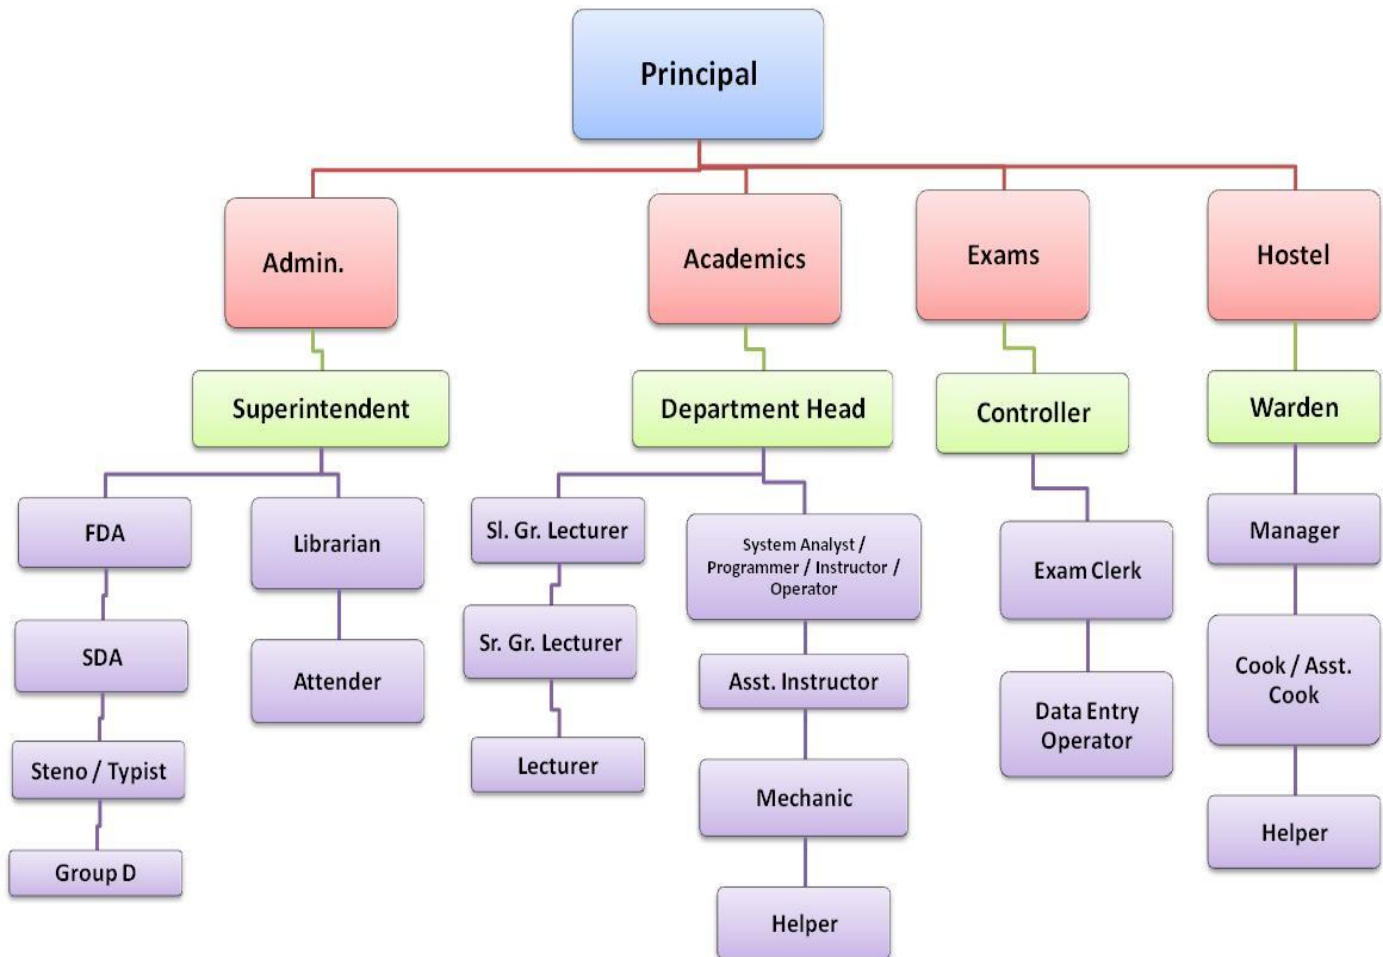 Principal
Admin.
Academics
Exams
Hostel
Superintendent
Department Head
Controller
Warden
FDA
Librarian
Sl. Gr. Lecturer
System Analyst /
Programmer / Instructor /
Operator
Exam Clerk
Manager
SDA
Attender
Sr. Gr. Lecturer
Asst. Instructor
Data Entry
Operator
Cook / Asst.
Cook
Steno / Typist
Lecturer
Mechanic
Helper
Group D
Helper